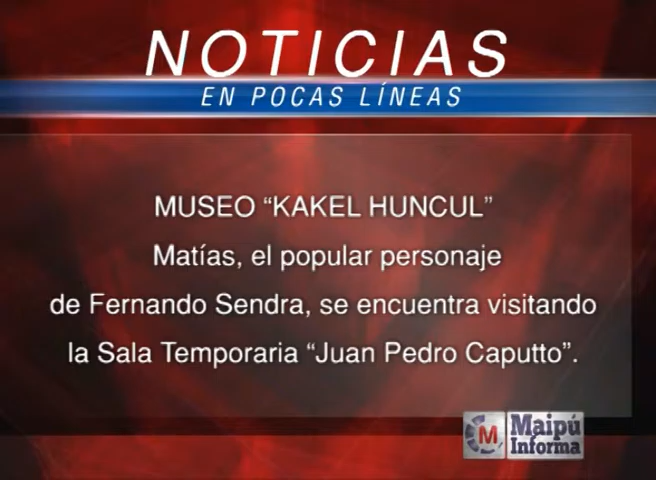 NOTICIAS
EN POCAS LÍNEAS
MUSEO “KAKEL HUNCUL”
Matías, el popular personaje
de Fernando Sendra, se encuentra visitando
la Sala Temporaria “Juan Pedro Caputto”.
M Maipú
Informa